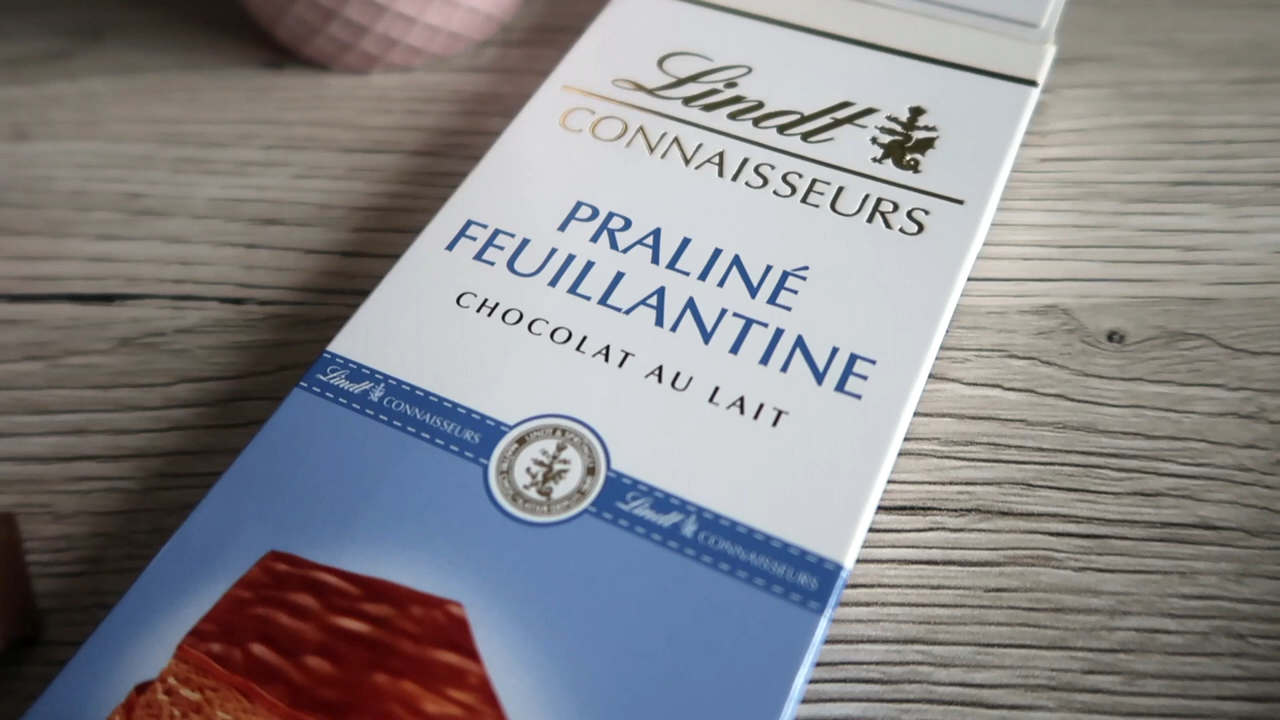 Lindt
CONNAISSEURS
PRALINÉ
FEUILLANTINE
CHOCOLAT AU LAIT
Lindt CONNAISSEURS
Lindt CONNAISSEURS